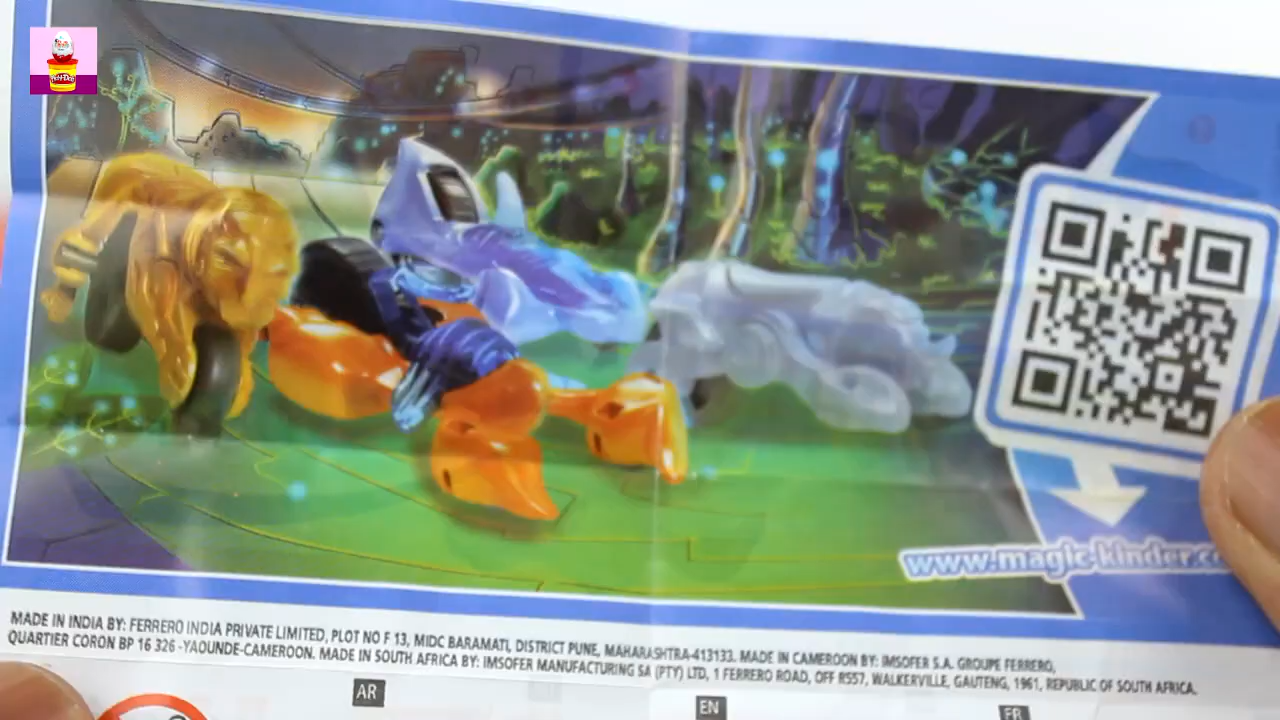 www.magic-kinder.co
MADE IN INDIA BY: FERRERO INDIA PRIVATE LIMITED, PLOT NO F 13, MIDC BARAMATI, DISTRICT PUNE, MAHARASHTRA-413133. MADE IN CAMEROON BY: IMSOFER S.A. GROUPE FERRERO,
QUARTIER CORON BP 16 326 -YAOUNDE-CAMEROON. MADE IN SOUTH AFRICA BY: IMSOFER MANUFACTURING SA (PTY) LTD, 1 FERRERO ROAD, OFF R557, WALKERVILLE, GAUTENG, 1961, REPUBLIC OF SOUTH AFRICA.
AR EN FR